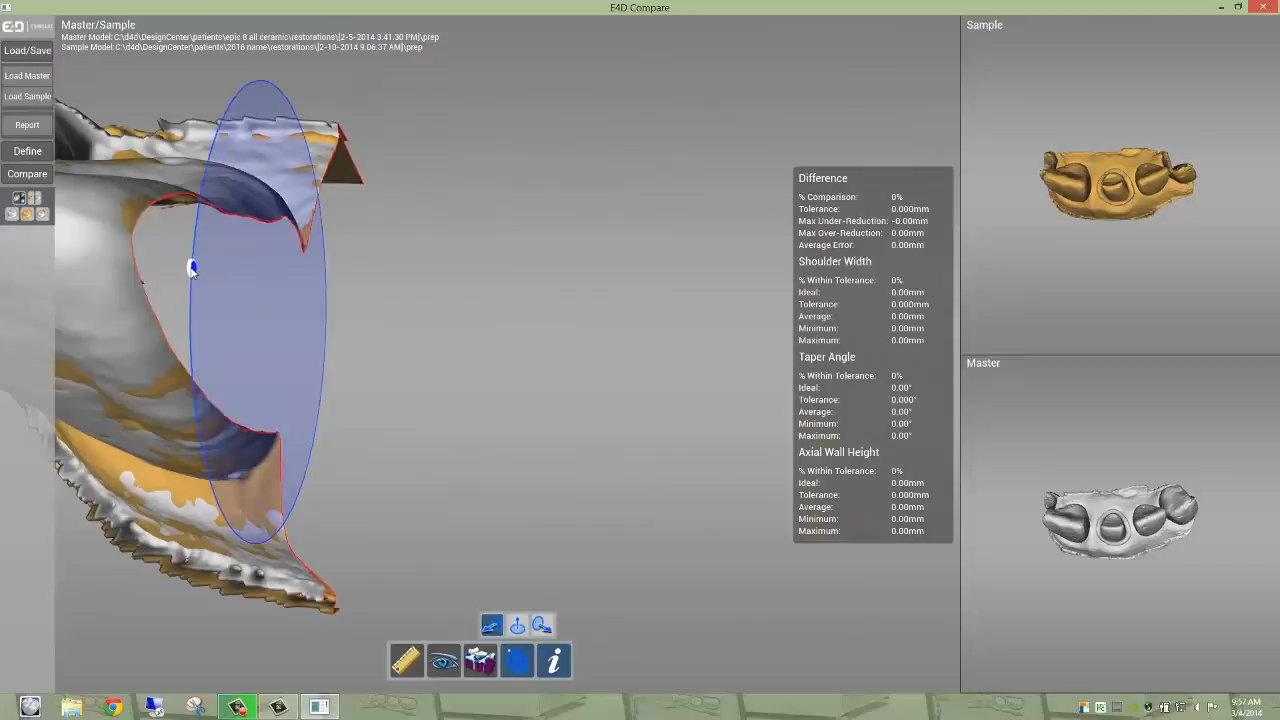 E4D Compare
E4D COMPARE
Master/Sample
Master Model: C:\d4d\DesignCenter\patients\epic 8 all ceramic\restorations\[2-5-2014 3.41.30 PM]\prep
Sample Model: C:\d4d\DesignCenter\patients\2016 name\restorations\[2-10-2014 9.06.37 AM]\prep
Load/Save
Load Master
Load Sample
Report
Define
Compare
Difference
% Comparison: 0%
Tolerance: 0.000mm
Max Under-Reduction: -0.00mm
Max Over-Reduction: 0.00mm
Average Error: 0.00mm
Shoulder Width
% Within Tolerance: 0%
Ideal: 0.00mm
Tolerance: 0.000mm
Average: 0.00mm
Minimum: 0.00mm
Maximum: 0.00mm
Taper Angle
% Within Tolerance: 0%
Ideal: 0.00°
Tolerance: 0.000°
Average: 0.00°
Minimum: 0.00°
Maximum: 0.00°
Axial Wall Height
% Within Tolerance: 0%
Ideal: 0.00mm
Tolerance: 0.000mm
Average: 0.00mm
Minimum: 0.00mm
Maximum: 0.00mm
Sample
Master
9:57 AM
3/4/2014